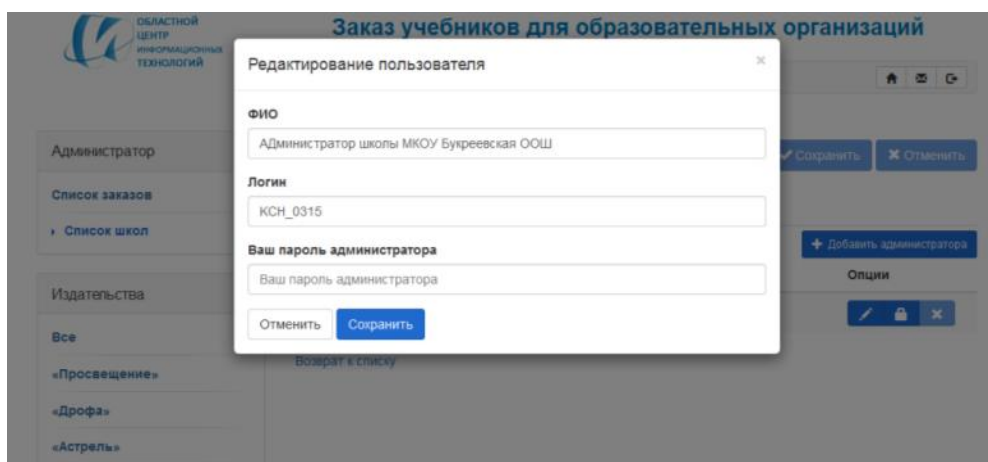 ОБЛАСТНОЙ
ЦЕНТР
ИНФОРМАЦИОННЫХ
ТЕХНОЛОГИЙ
Заказ учебников для образовательных организаций
Редактирование пользователя
×
ФИО
АДминистратор школы МКОУ Букреевская ООШ
Логин
КСН_0315
Ваш пароль администратора
Ваш пароль администратора
Отменить Сохранить
Администратор
Список заказов
Список школ
Издательства
Все
«Просвещение»
«Дрофа»
«Астрель»
Сохранить Отменить
Добавить администратора
Опции
Возврат к списку